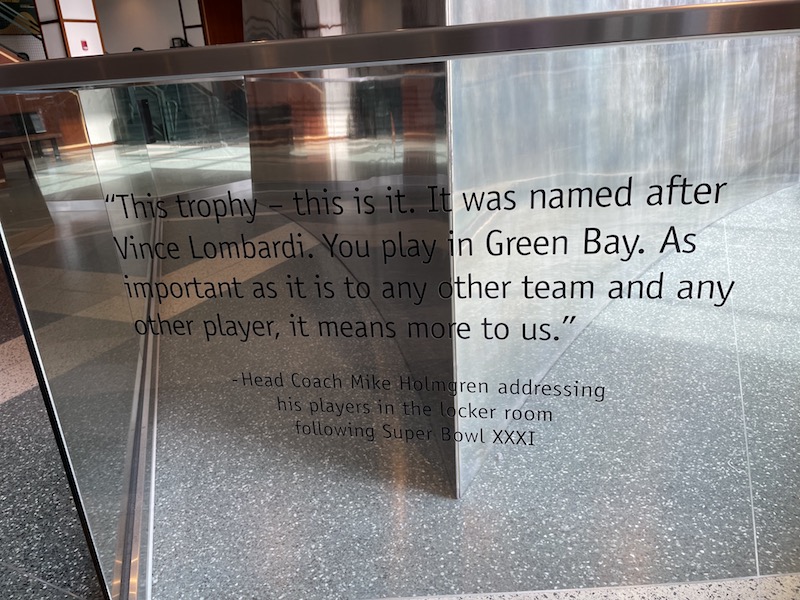 “This trophy – this is it. It was named after
Vince Lombardi. You play in Green Bay. As
important as it is to any other team and any
other player, it means more to us.”
-Head Coach Mike Holmgren addressing
his players in the locker room
following Super Bowl XXXI